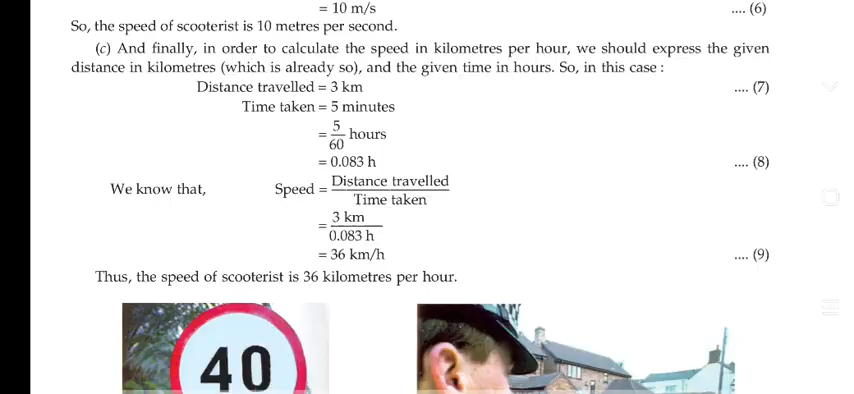 = 10 m/s .... (6)
So, the speed of scooterist is 10 metres per second.
(c) And finally, in order to calculate the speed in kilometres per hour, we should express the given
distance in kilometres (which is already so), and the given time in hours. So, in this case :
Distance travelled = 3 km .... (7)
Time taken = 5 minutes
= 5/60 hours
= 0.083 h .... (8)
We know that, Speed = Distance travelled/Time taken
= 3 km/0.083 h
= 36 km/h .... (9)
Thus, the speed of scooterist is 36 kilometres per hour.
40